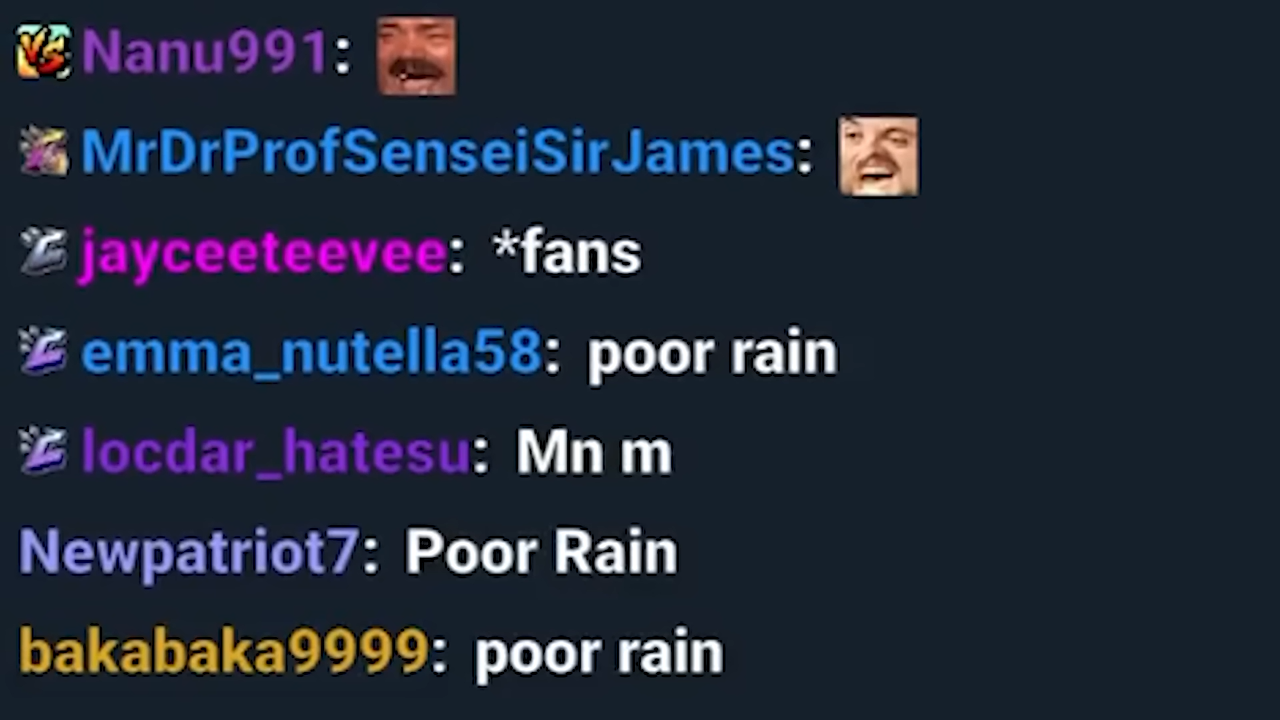 Nanu991:
MrDrProfSenseiSirJames:
jayceeteevee: *fans
emma_nutella58: poor rain
locdar_hatesu: Mn m
Newpatriot7: Poor Rain
bakabaka9999: poor rain